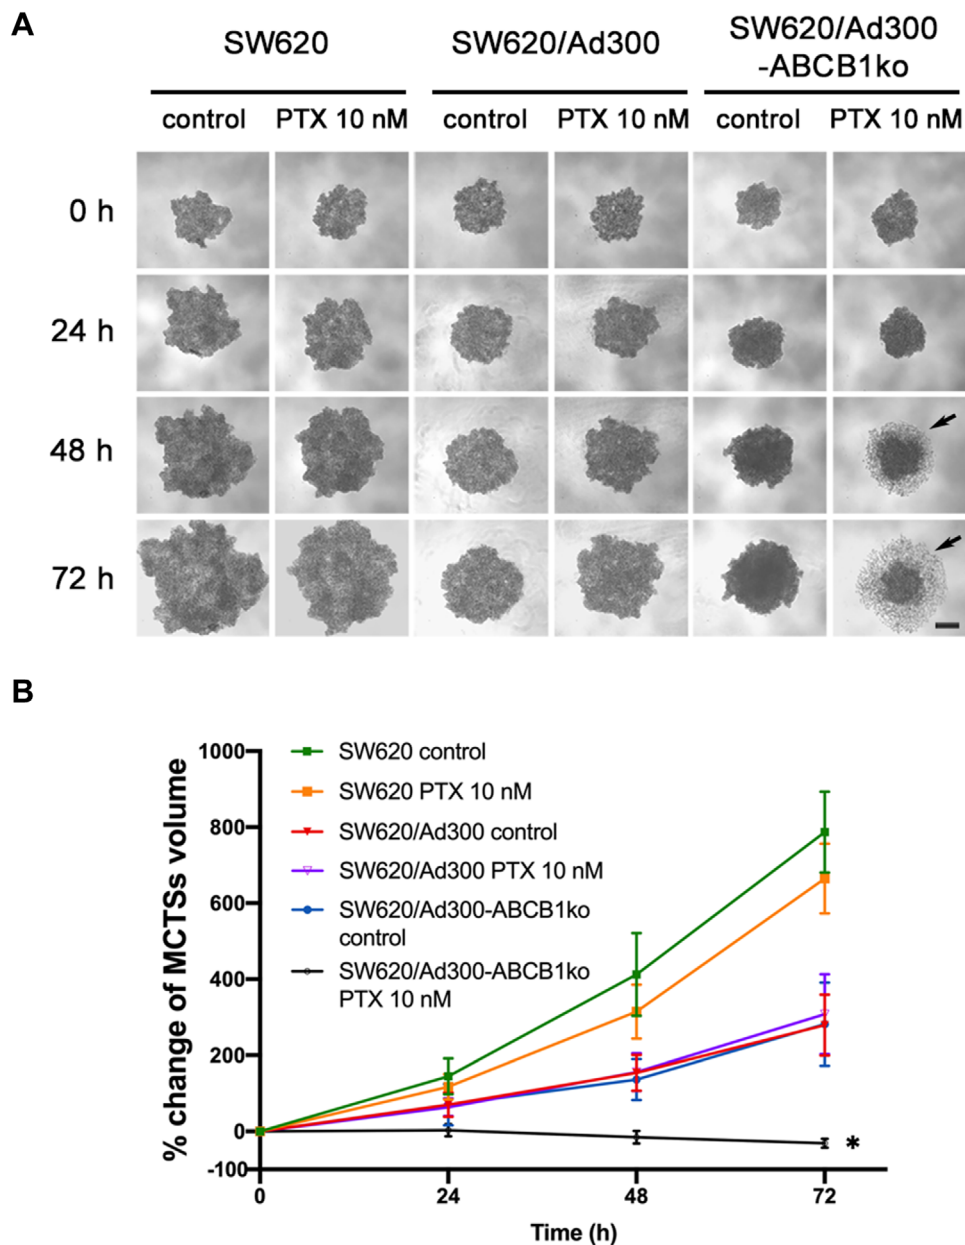 A
SW620
SW620/Ad300
SW620/Ad300
-ABCB1ko
control
PTX 10 nM
control
PTX 10 nM
control
PTX 10 nM
0 h
24 h
48 h
72 h
B
% change of MCTSs volume
1000
800
600
400
200
0
-100
SW620 control
SW620 PTX 10 nM
SW620/Ad300 control
SW620/Ad300 PTX 10 nM
SW620/Ad300-ABCB1ko
control
SW620/Ad300-ABCB1ko
PTX 10 nM
*
0
24
48
72
Time (h)